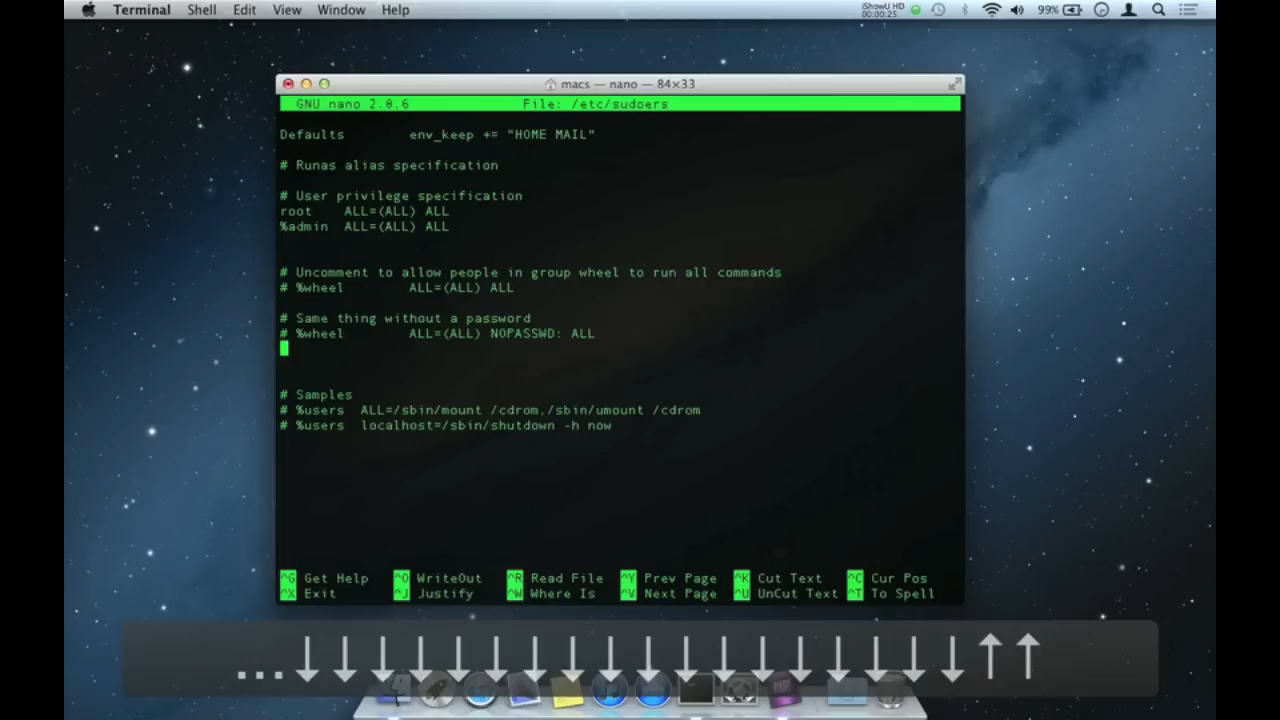 Terminal Shell Edit View Window Help iShowU HD 00:00:25 99%
macs — nano — 84×33
GNU nano 2.0.6 File: /etc/sudoers
Defaults env_keep += "HOME MAIL"
# Runas alias specification
# User privilege specification
root ALL=(ALL) ALL
%admin ALL=(ALL) ALL
# Uncomment to allow people in group wheel to run all commands
# %wheel ALL=(ALL) ALL
# Same thing without a password
# %wheel ALL=(ALL) NOPASSWD: ALL
# Samples
# %users ALL=/sbin/mount /cdrom,/sbin/umount /cdrom
# %users localhost=/sbin/shutdown -h now
^G Get Help ^O WriteOut ^R Read File ^Y Prev Page ^K Cut Text ^C Cur Pos
^X Exit ^J Justify ^W Where Is ^V Next Page ^U UnCut Text ^T To Spell
...↓↓↓↓↓↓↓↓↓↓↓↓↓↓↓↓↓↓↑↑